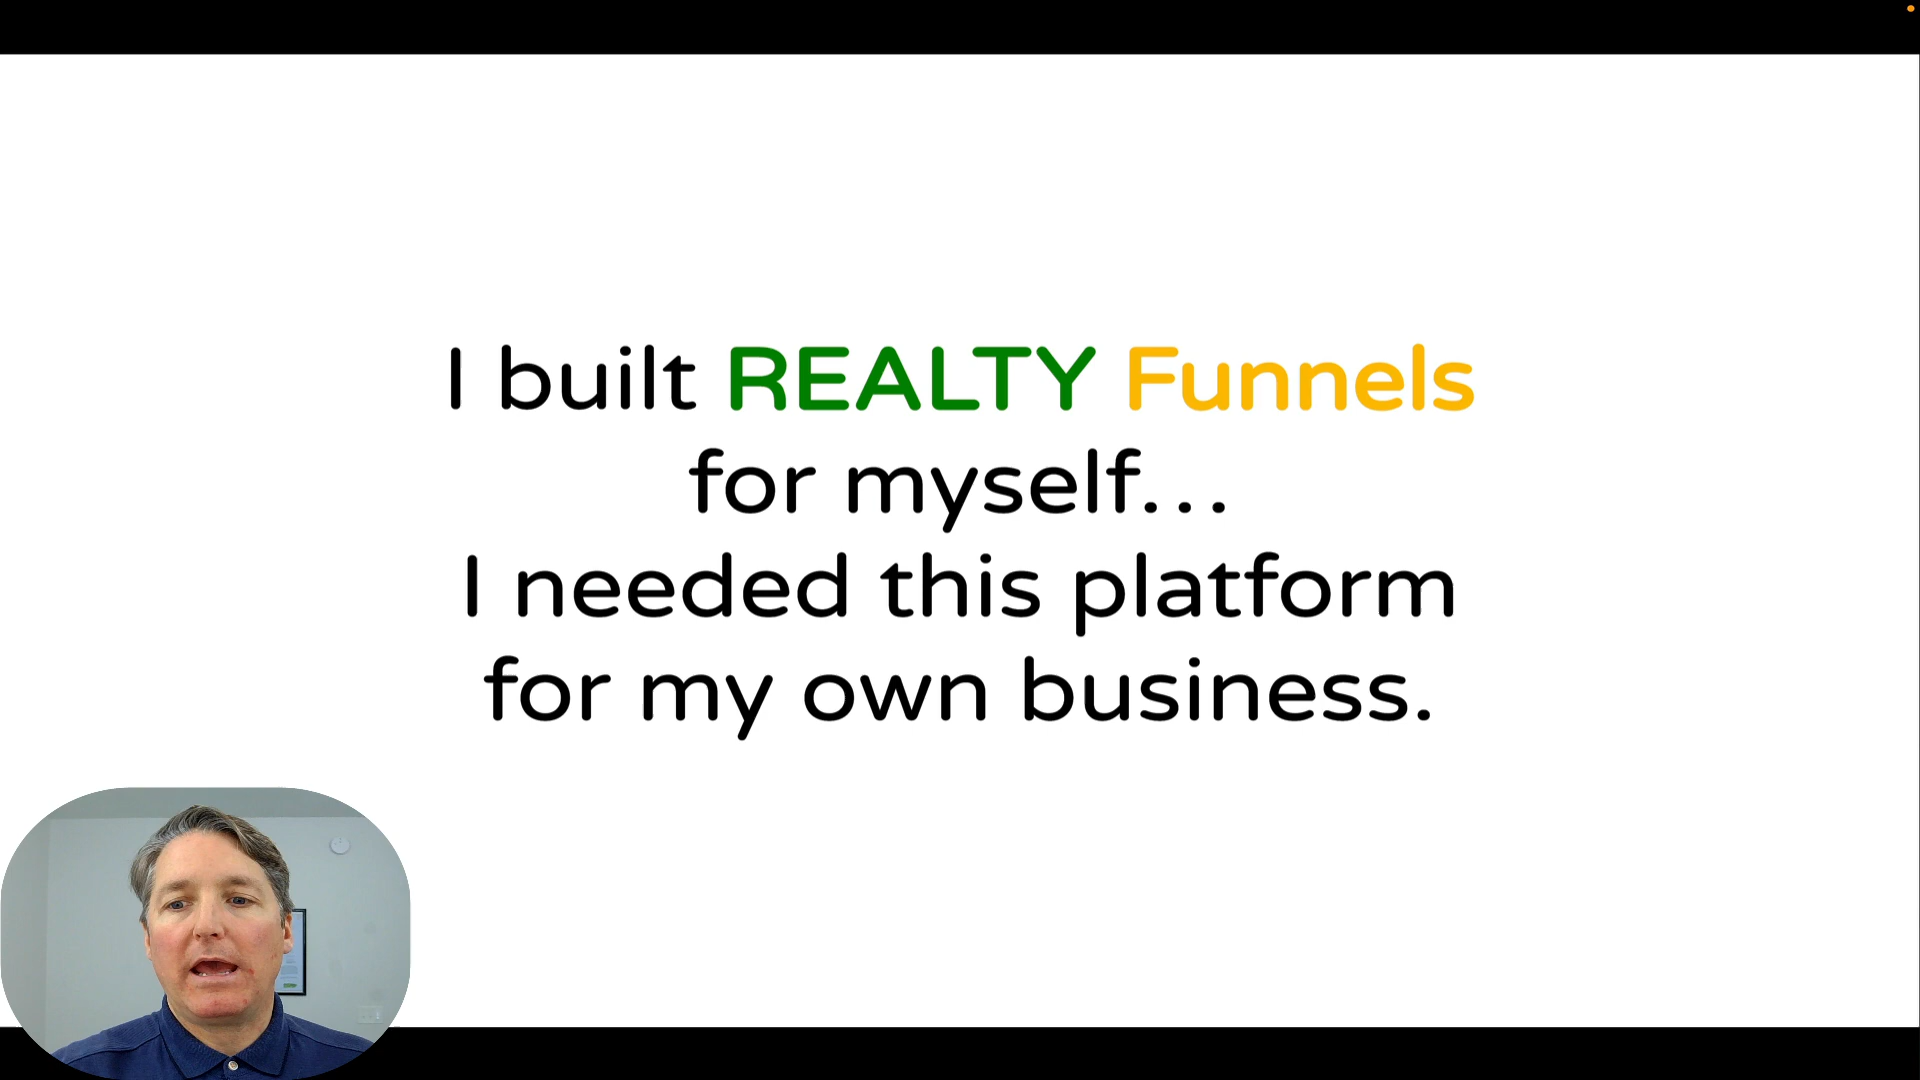 I built REALTY Funnels
for myself...
I needed this platform
for my own business.